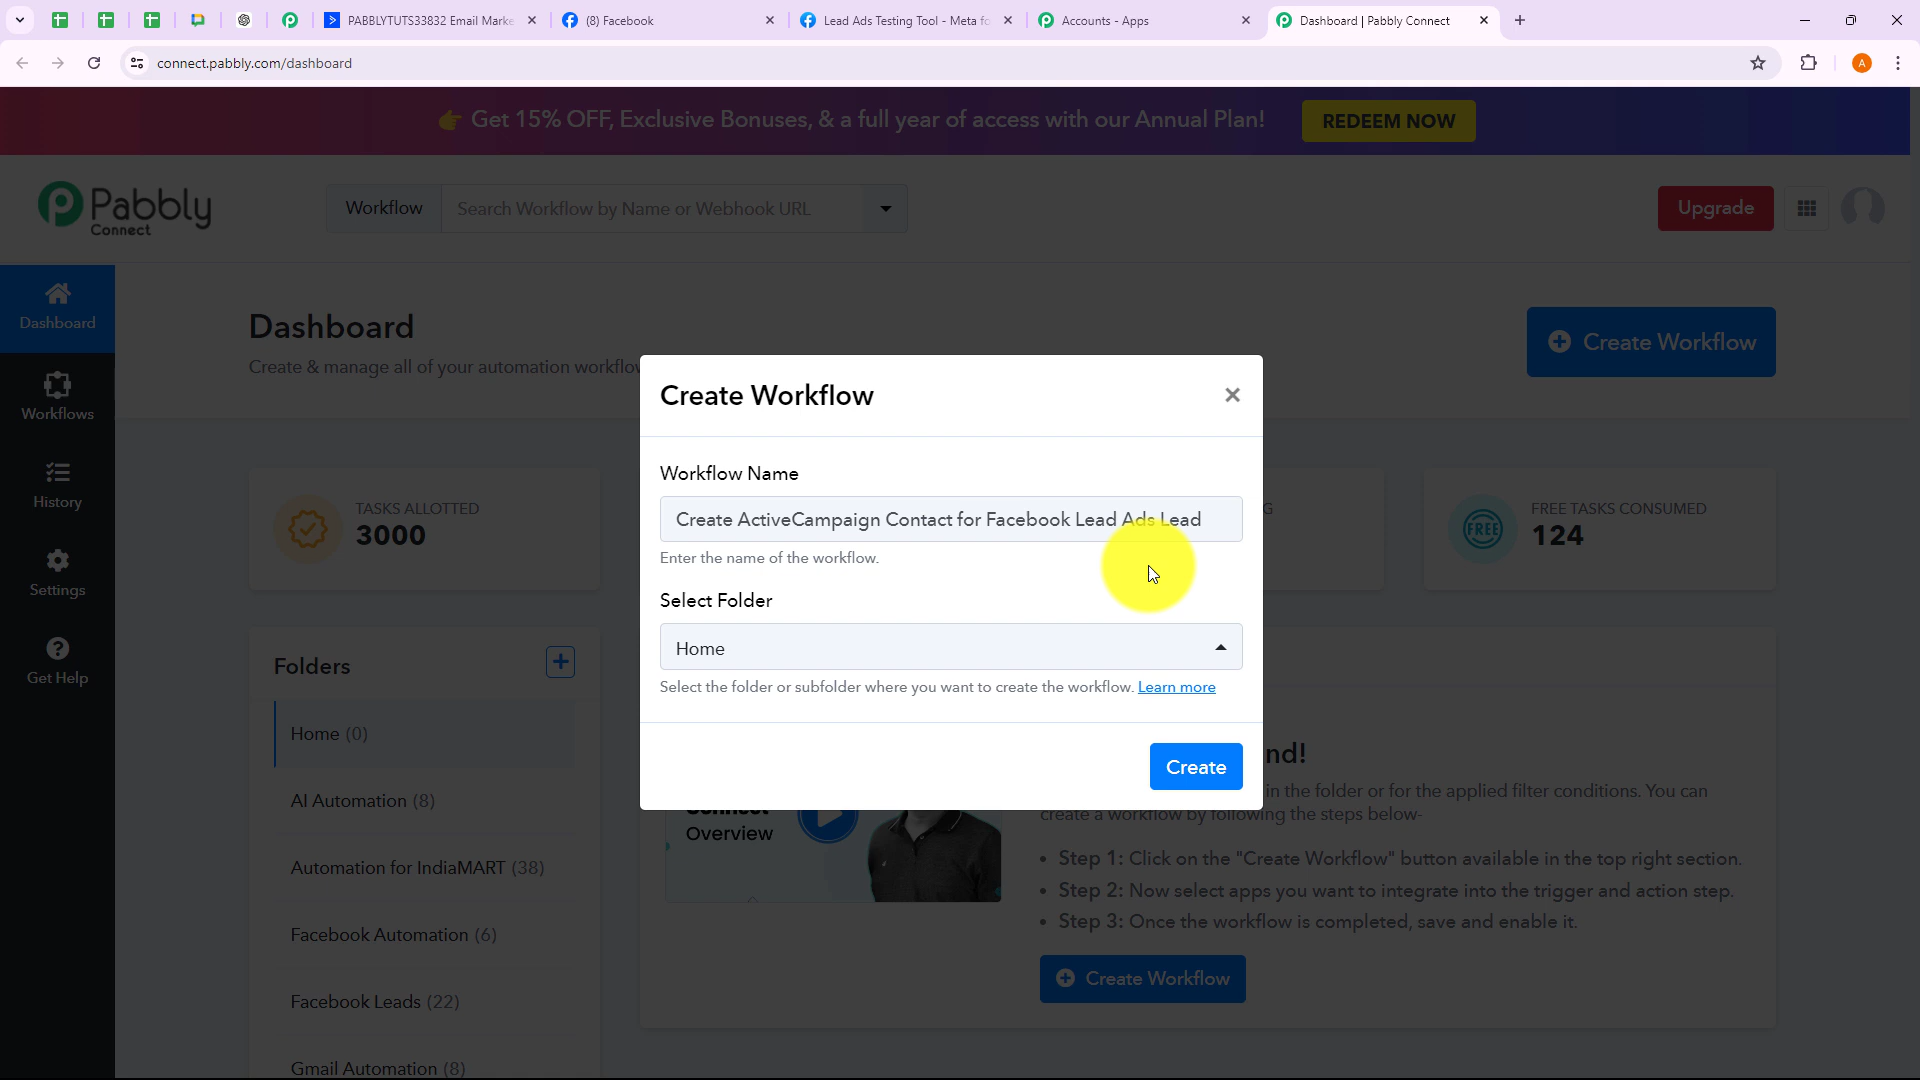 PABBLYTUTS33832 Email Marke
(8) Facebook
Lead Ads Testing Tool - Meta fo
Accounts - Apps
Dashboard | Pabbly Connect
connect.pabbly.com/dashboard
A
Get 15% OFF, Exclusive Bonuses, & a full year of access with our Annual Plan!
REDEEM NOW
Pabbly
Connect
Workflow
Search Workflow by Name or Webhook URL
Upgrade
Dashboard
Workflows
History
Settings
Get Help
Dashboard
Create & manage all of your automation workflow
Create Workflow
TASKS ALLOTTED
3000
G
FREE
FREE TASKS CONSUMED
124
Create Workflow
Workflow Name
Create ActiveCampaign Contact for Facebook Lead Ads Lead
Enter the name of the workflow.
Select Folder
Home
Select the folder or subfolder where you want to create the workflow. Learn more
Create
Folders
Home (0)
AI Automation (8)
Automation for IndiaMART (38)
Facebook Automation (6)
Facebook Leads (22)
Gmail Automation (8)
Connect
Overview
nd!
in the folder or for the applied filter conditions. You can
create a workflow by following the steps below-
• Step 1: Click on the "Create Workflow" button available in the top right section.
• Step 2: Now select apps you want to integrate into the trigger and action step.
• Step 3: Once the workflow is completed, save and enable it.
Create Workflow